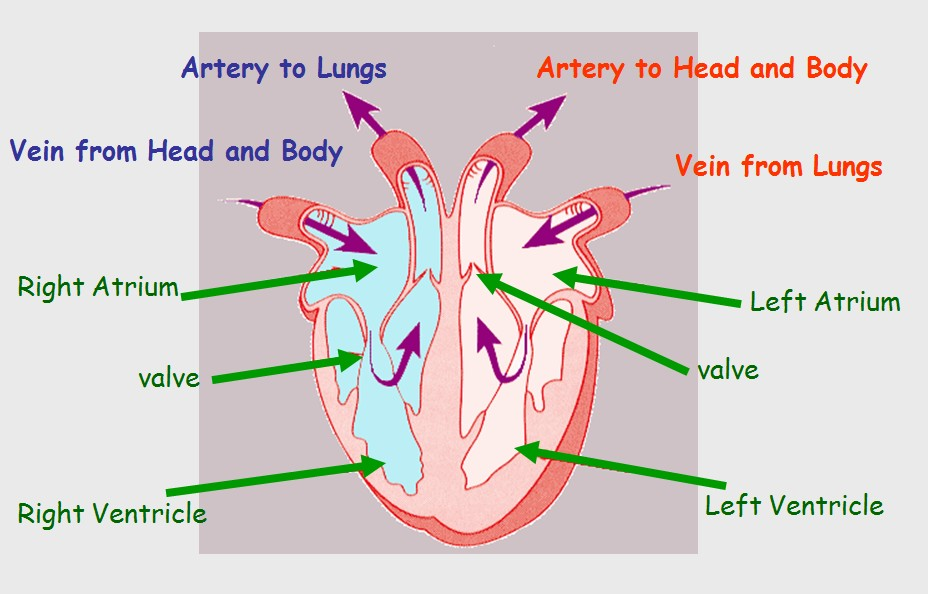 Artery to Lungs
Artery to Head and Body
Vein from Head and Body
Vein from Lungs
Right Atrium
Left Atrium
valve
valve
Right Ventricle
Left Ventricle